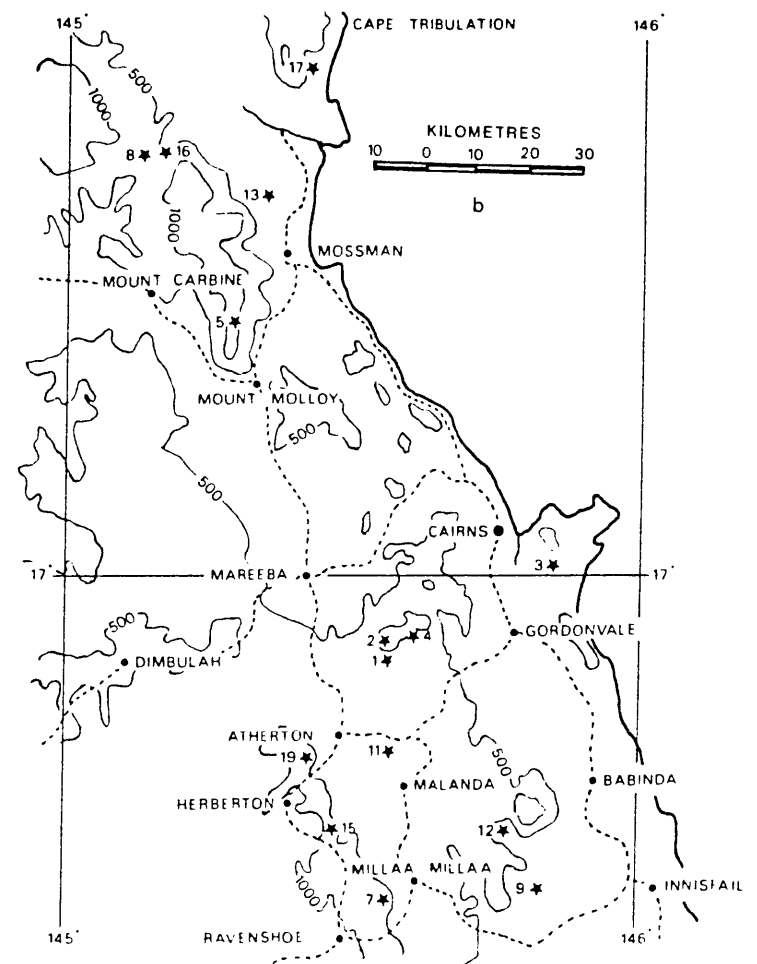 145°
146°
CAPE TRIBULATION
17
500
1000
KILOMETRES
10 0 10 20 30
8 16
b
13
1000
MOSSMAN
MOUNT CARBINE
5
MOUNT MOLLOY
500
500
CAIRNS
3
17° MAREEBA 17°
500
2 4
GORDONVALE
1
DIMBULAH
ATHERTON
11
19
500
MALANDA
BABINDA
HERBERTON
15
12
MILLAA MILLAA
1000
7
9
INNISFAIL
RAVENSHOE
145°
146°